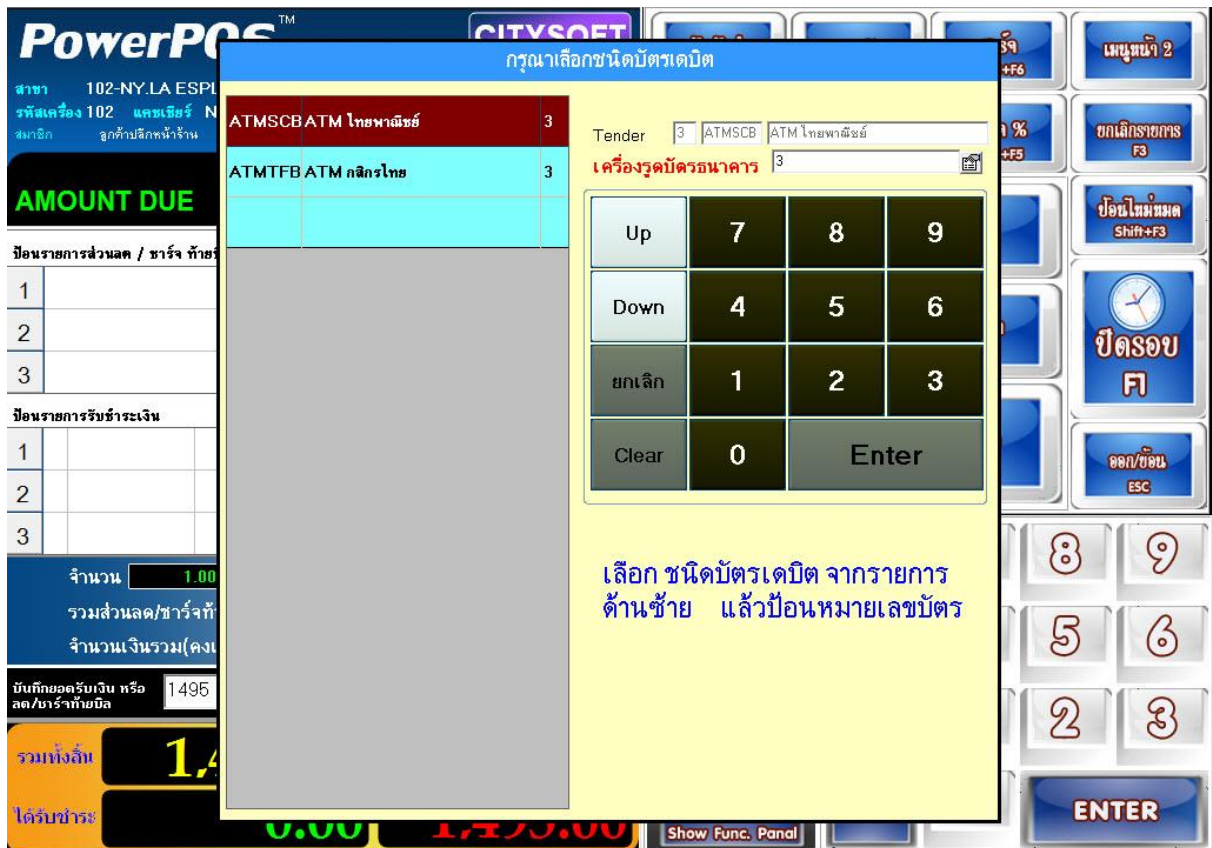 PowerPOS™
CITYSOFT
เมนูหน้า 2
กรุณาเลือกชนิดบัตรเดบิต
+F6
สาขา 102-NY.LA ESPL
รหัสเครื่อง 102 แคชเชียร์ N
สมาชิก ลูกค้าปลีกหน้าร้าน
ATMSCB ATM ไทยพาณิชย์ 3
ATMTFB ATM กสิกรไทย 3
Tender 3 ATMSCB ATM ไทยพาณิชย์
เครื่องรูดบัตรธนาคาร 3
%
+F5
ยกเลิกรายการ
F3
AMOUNT DUE
ป้อนใหม่หมด
Shift+F3
ป้อนรายการส่วนลด / ชาร์จ ท้ายบิ
1
2
3
Up 7 8 9
Down 4 5 6
ยกเลิก 1 2 3
Clear 0 Enter
ปิดรอบ
F1
ป้อนรายการรับชำระเงิน
1
2
3
ออก/ย้อน
ESC
เลือก ชนิดบัตรเดบิต จากรายการ
ด้านซ้าย แล้วป้อนหมายเลขบัตร
จำนวน 1.00
รวมส่วนลด/ชาร์จท้า
จำนวนเงินรวม(คงเ
บันทึกยอดรับเงิน หรือ
ลด/ชาร์จท้ายบิล
1495
รวมทั้งสิ้น 1,4
ได้รับชำระ 0.00 1,495.00
8 9
5 6
2 3
Show Func. Panal
ENTER